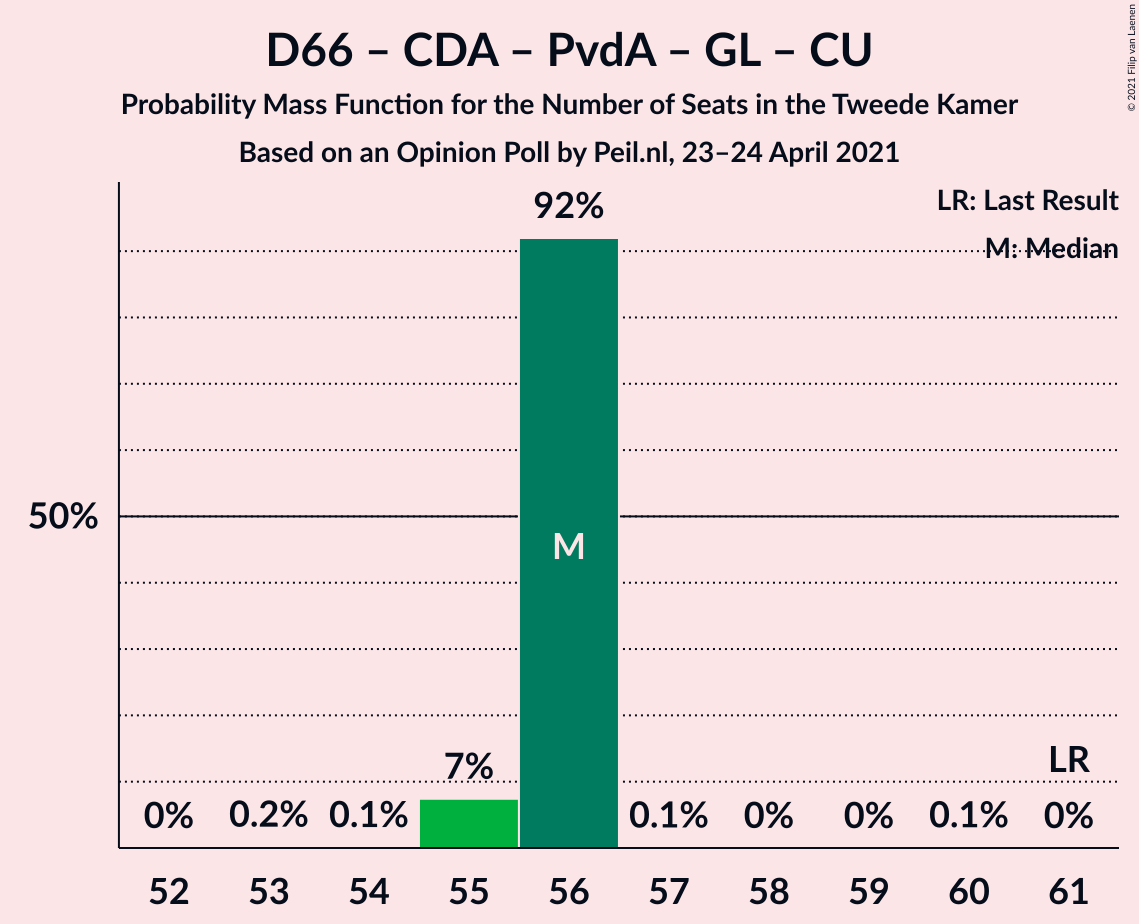 D66 – CDA – PvdA – GL – CU
Probability Mass Function for the Number of Seats in the Tweede Kamer
Based on an Opinion Poll by Peil.nl, 23–24 April 2021
© 2021 Filip van Laenen
LR: Last Result
M: Median
92%
50%
M
7%
LR
0% 0.2% 0.1% 0.1% 0% 0% 0.1% 0%
52 53 54 55 56 57 58 59 60 61